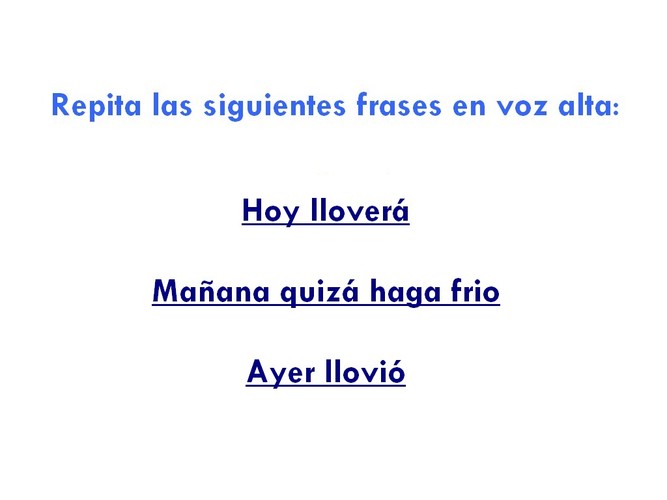 Repita las siguientes frases en voz alta:
Hoy lloverá
Mañana quizá haga frio
Ayer llovió